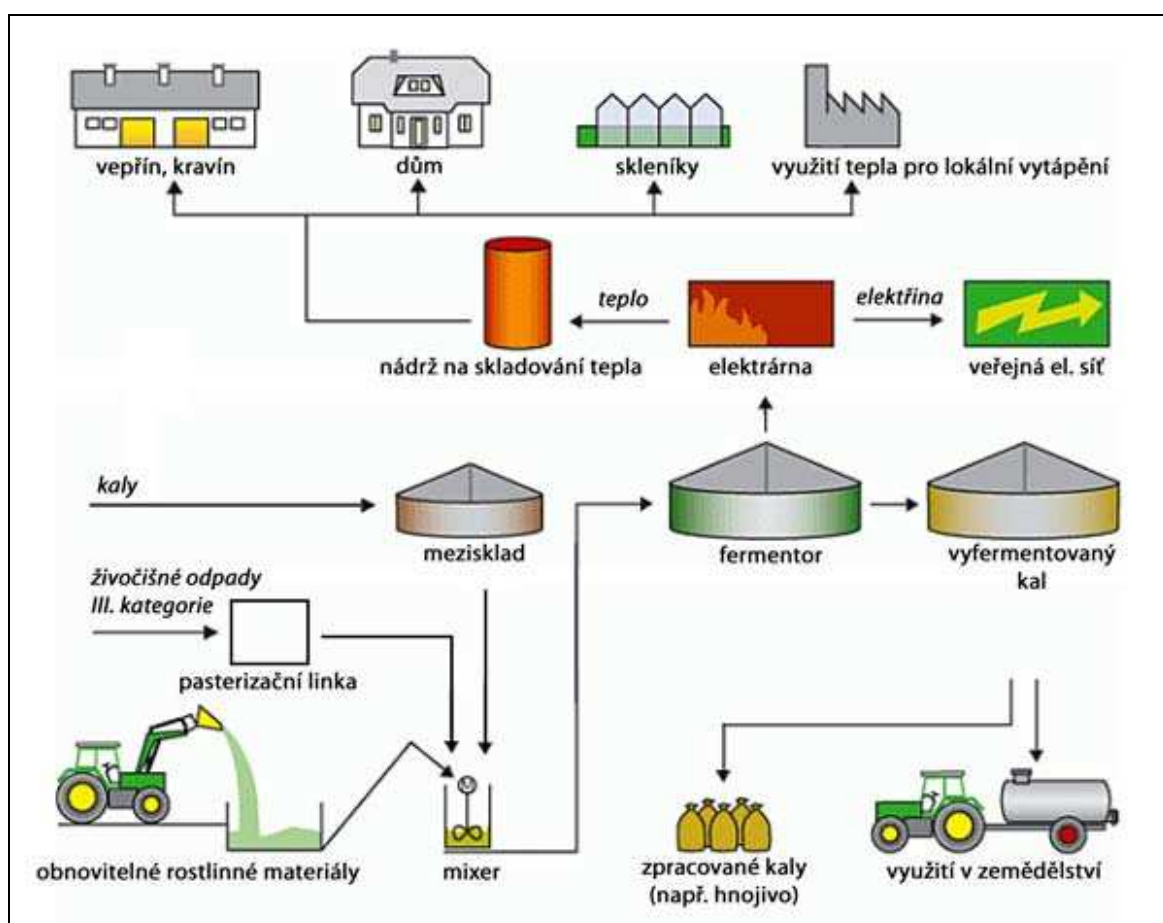 vepřín, kravín
dům
skleníky
využití tepla pro lokální vytápění
teplo
elektřina
nádrž na skladování tepla
elektrárna
veřejná el. síť
kaly
mezisklad
fermentor
vyfermentovaný
kal
živočišné odpady
III. kategorie
pasterizační linka
obnovitelné rostlinné materiály
mixer
zpracované kaly
(např. hnojivo)
využití v zemědělství